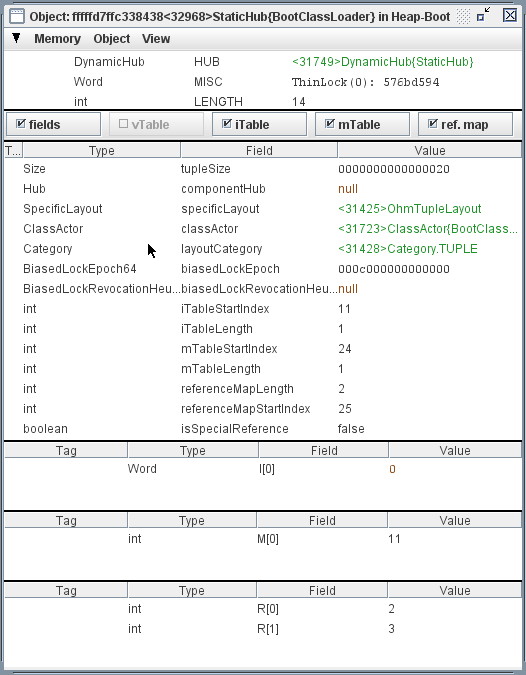 Object: fffffd7ffc338438<32968>StaticHub{BootClassLoader} in Heap-Boot
Memory Object View
DynamicHub HUB <31749>DynamicHub{StaticHub}
Word MISC ThinLock(0): 576bd594
int LENGTH 14
fields vTable iTable mTable ref. map
T... Type Field Value
Size tupleSize 0000000000000020
Hub componentHub null
SpecificLayout specificLayout <31425>OhmTupleLayout
ClassActor classActor <31723>ClassActor{BootClass...
Category layoutCategory <31428>Category.TUPLE
BiasedLockEpoch64 biasedLockEpoch 000c000000000000
BiasedLockRevocationHeu... biasedLockRevocationHeu... null
int iTableStartIndex 11
int iTableLength 1
int mTableStartIndex 24
int mTableLength 1
int referenceMapLength 2
int referenceMapStartIndex 25
boolean isSpecialReference false
Tag Type Field Value
Word I[0] 0
Tag Type Field Value
int M[0] 11
Tag Type Field Value
int R[0] 2
int R[1] 3